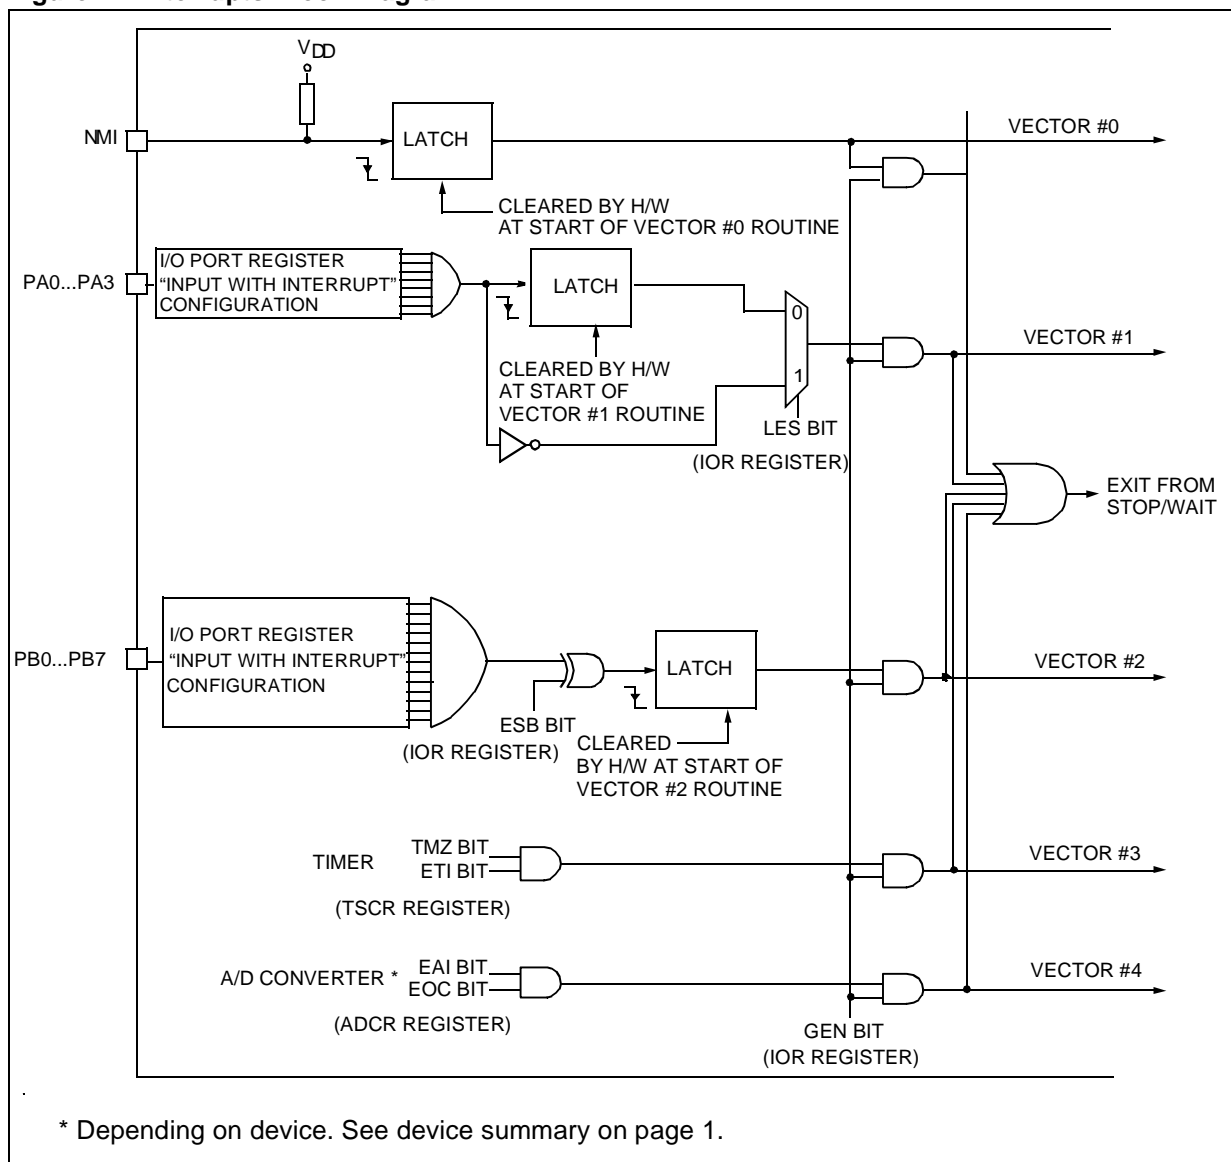 VDD
NMI
LATCH
VECTOR #0
CLEARED BY H/W
AT START OF VECTOR #0 ROUTINE
PA0...PA3
I/O PORT REGISTER
“INPUT WITH INTERRUPT”
CONFIGURATION
LATCH
0
1
VECTOR #1
CLEARED BY H/W
AT START OF
VECTOR #1 ROUTINE
LES BIT
(IOR REGISTER)
EXIT FROM
STOP/WAIT
PB0...PB7
I/O PORT REGISTER
“INPUT WITH INTERRUPT”
CONFIGURATION
LATCH
VECTOR #2
ESB BIT
(IOR REGISTER)
CLEARED
BY H/W AT START OF
VECTOR #2 ROUTINE
TIMER
TMZ BIT
ETI BIT
(TSCR REGISTER)
VECTOR #3
A/D CONVERTER *
EAI BIT
EOC BIT
(ADCR REGISTER)
VECTOR #4
GEN BIT
(IOR REGISTER)
* Depending on device. See device summary on page 1.